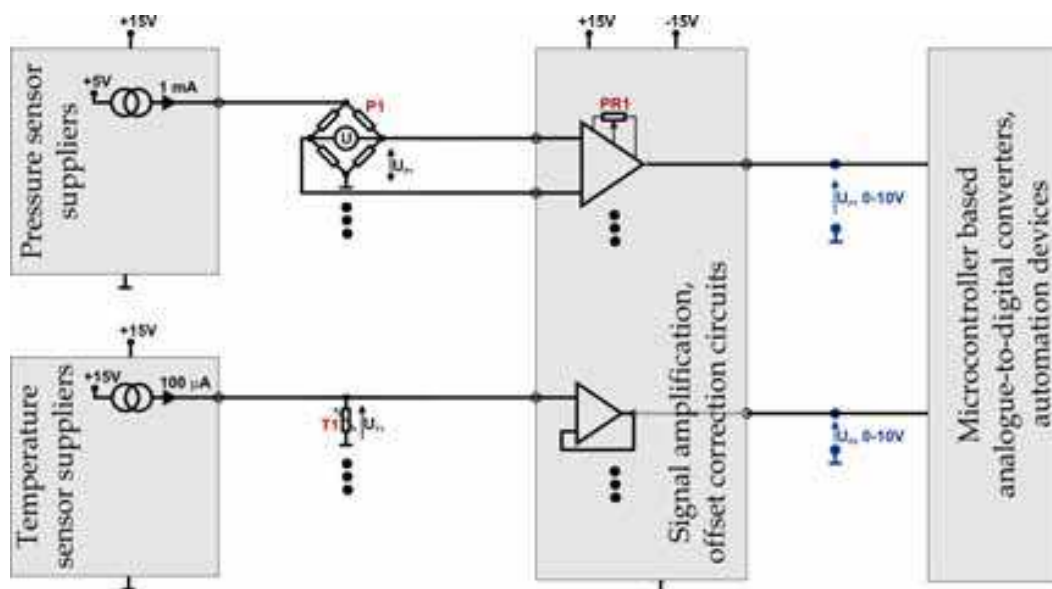 +15V
+15V
-15V
Pressure sensor
suppliers
+5V
1 mA
P1
U
U
PR1
U 0-10V
Signal amplification,
offset correction circuits
Microcontroller based
analogue-to-digital converters,
automation devices
+15V
Temperature
sensor suppliers
+15V
100 µA
T1
U
U 0-10V